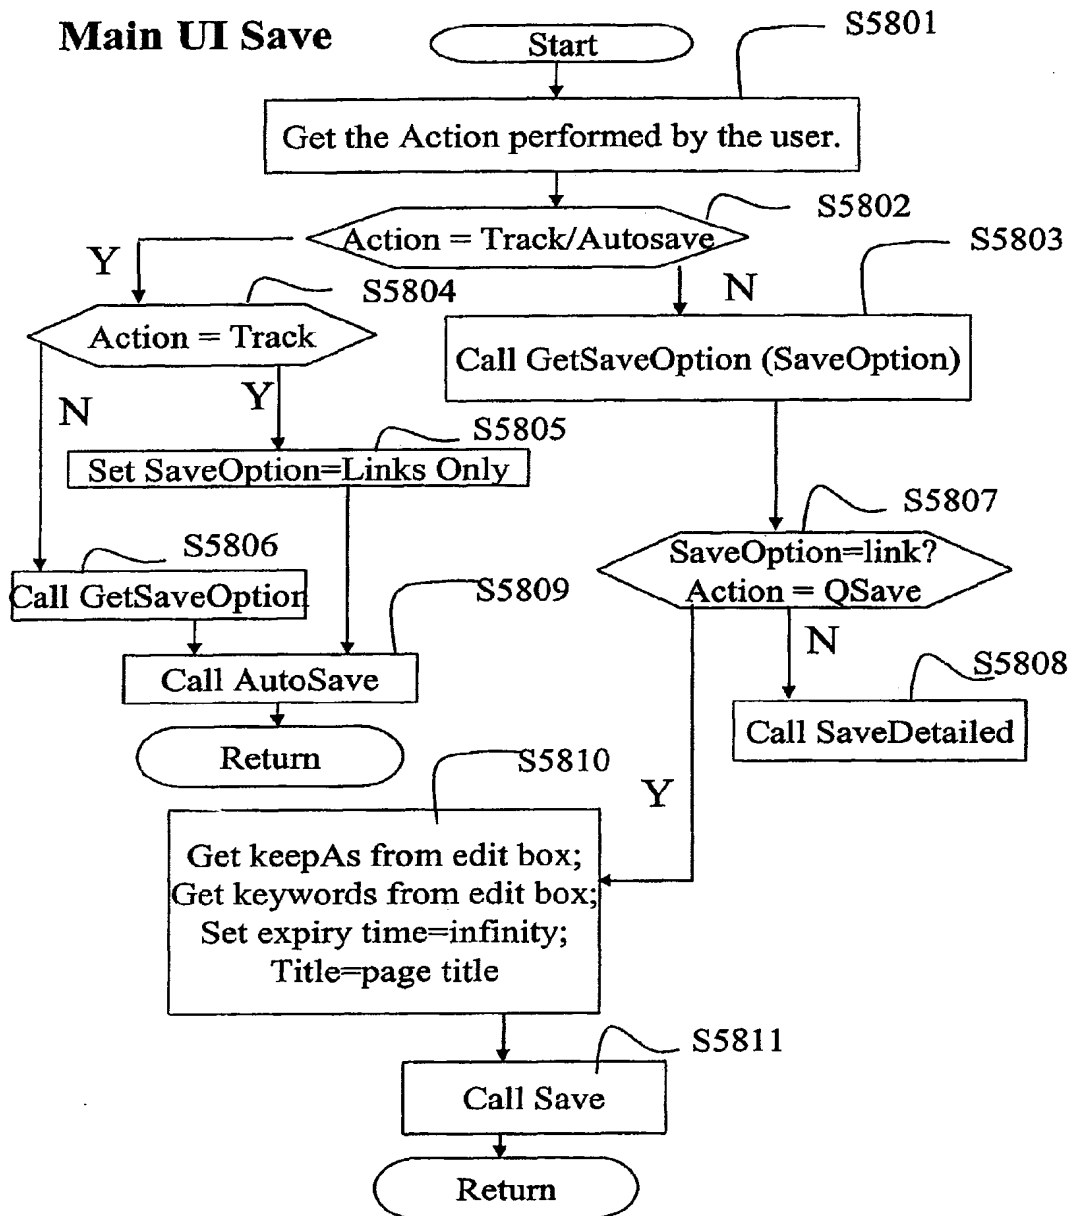 Main UI Save
Start
S5801
Get the Action performed by the user.
S5802
Action = Track/Autosave
S5803
Y
N
S5804
Action = Track
Call GetSaveOption (SaveOption)
N
Y
S5805
Set SaveOption=Links Only
S5807
SaveOption=link?
Action = QSave
S5806
Call GetSaveOption
S5809
N
Call AutoSave
S5808
Call SaveDetailed
Return
S5810
Y
Get keepAs from edit box;
Get keywords from edit box;
Set expiry time=infinity;
Title=page title
S5811
Call Save
Return